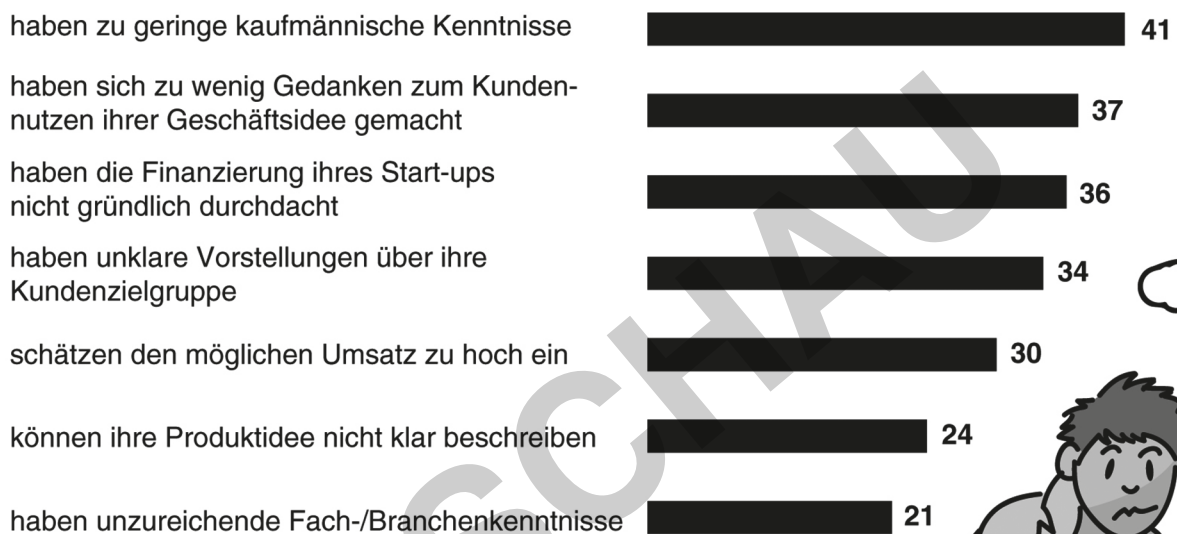 haben zu geringe kaufmännische Kenntnisse 41
haben sich zu wenig Gedanken zum Kunden-
nutzen ihrer Geschäftsidee gemacht 37
haben die Finanzierung ihres Start-ups
nicht gründlich durchdacht 36
haben unklare Vorstellungen über ihre
Kundenzielgruppe 34
schätzen den möglichen Umsatz zu hoch ein 30
können ihre Produktidee nicht klar beschreiben 24
haben unzureichende Fach-/Branchenkenntnisse 21
SCHAU